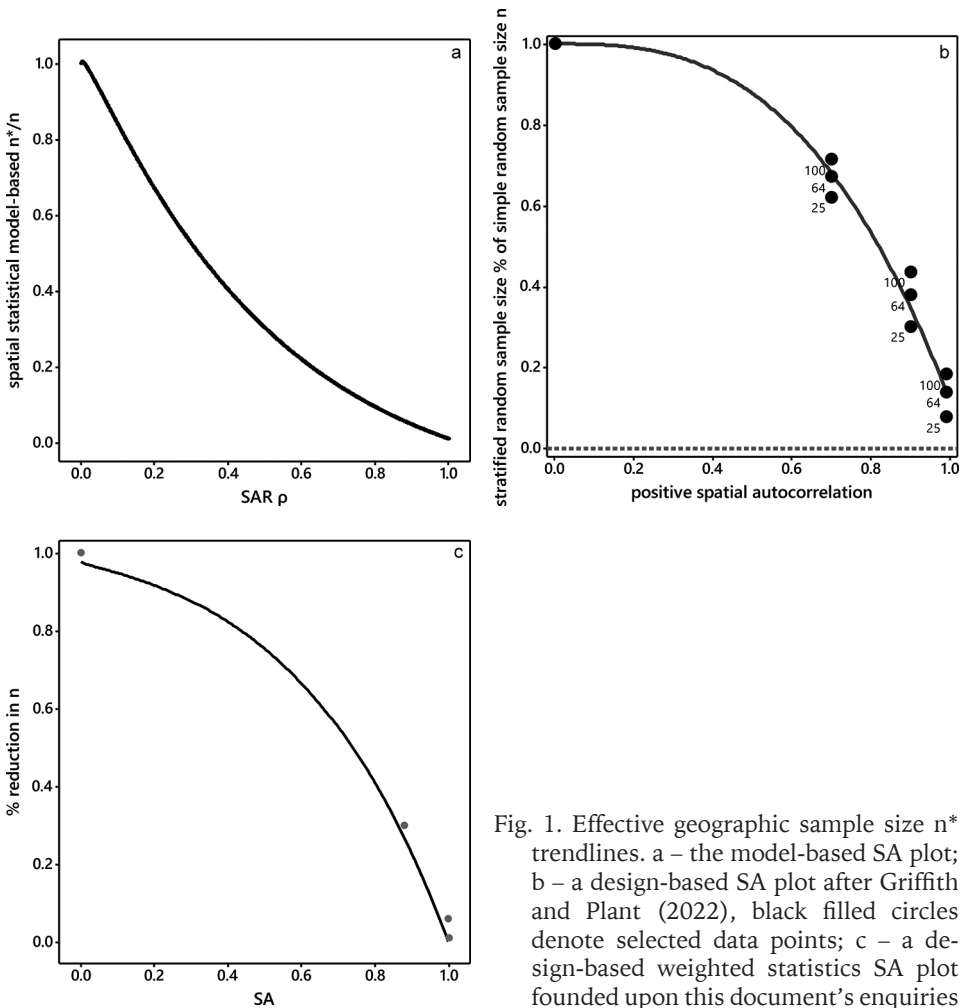 a
spatial statistical model-based n*/n
1.0
0.8
0.6
0.4
0.2
0.0
0.0 0.2 0.4 0.6 0.8 1.0
SAR ρ
b
stratified random sample size % of simple random sample size n
1.0
0.8
0.6
0.4
0.2
0.0
100
64
25
100
64
25
100
64
25
0.0 0.2 0.4 0.6 0.8 1.0
positive spatial autocorrelation
c
% reduction in n
1.0
0.8
0.6
0.4
0.2
0.0
0.0 0.2 0.4 0.6 0.8 1.0
SA
Fig. 1. Effective geographic sample size n*
trendlines. a – the model-based SA plot;
b – a design-based SA plot after Griffith
and Plant (2022), black filled circles
denote selected data points; c – a de-
sign-based weighted statistics SA plot
founded upon this document’s enquiries